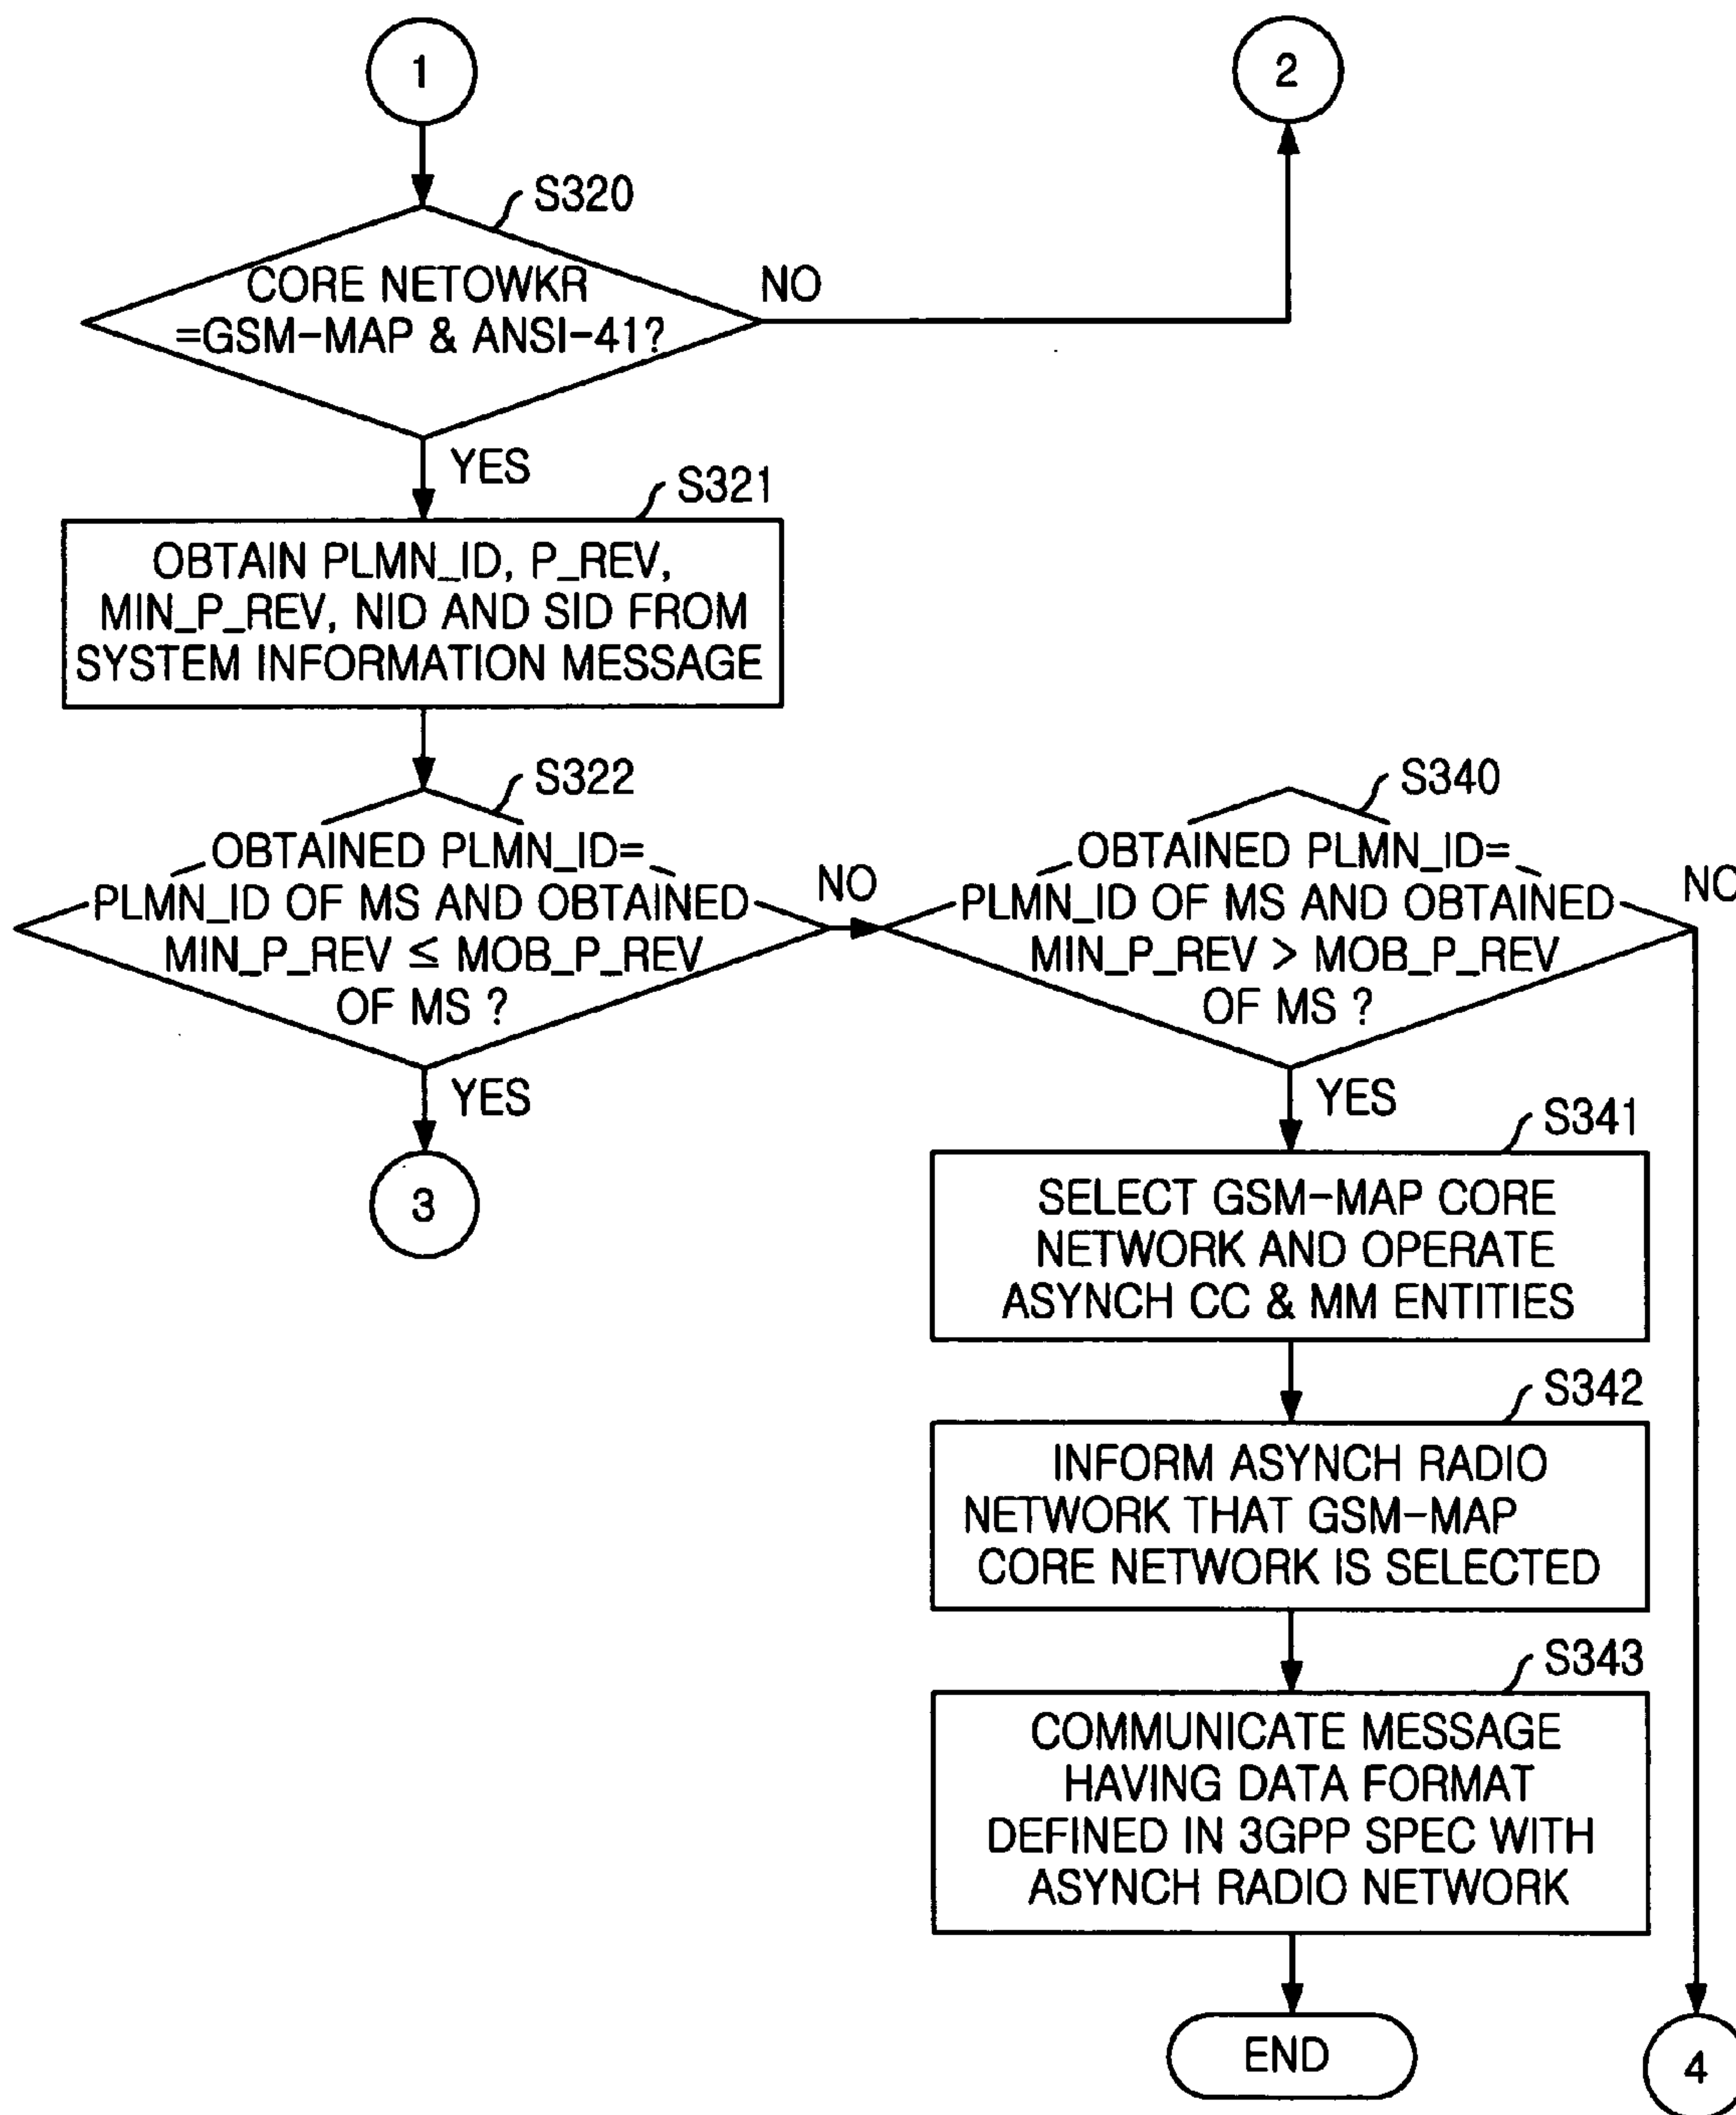 1
2
S320
CORE NETOWKR
=GSM-MAP & ANSI-41?
NO
YES
S321
OBTAIN PLMN_ID, P_REV,
MIN_P_REV, NID AND SID FROM
SYSTEM INFORMATION MESSAGE
S322
OBTAINED PLMN_ID=
PLMN_ID OF MS AND OBTAINED
MIN_P_REV ≤ MOB_P_REV
OF MS ?
NO
YES
3
S340
OBTAINED PLMN_ID=
PLMN_ID OF MS AND OBTAINED
MIN_P_REV > MOB_P_REV
OF MS ?
NO
YES
S341
SELECT GSM-MAP CORE
NETWORK AND OPERATE
ASYNCH CC & MM ENTITIES
S342
INFORM ASYNCH RADIO
NETWORK THAT GSM-MAP
CORE NETWORK IS SELECTED
S343
COMMUNICATE MESSAGE
HAVING DATA FORMAT
DEFINED IN 3GPP SPEC WITH
ASYNCH RADIO NETWORK
END
4